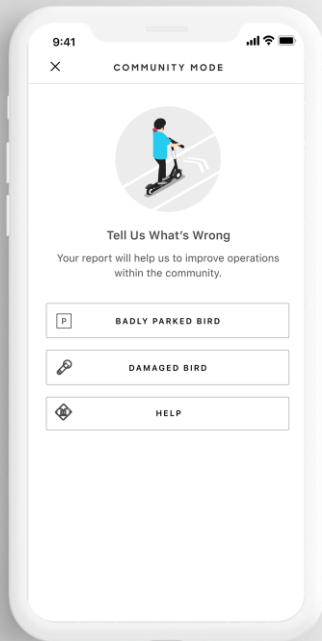 9:41
COMMUNITY MODE
Tell Us What's Wrong
Your report will help us to improve operations
within the community.
P
BADLY PARKED BIRD
DAMAGED BIRD
HELP